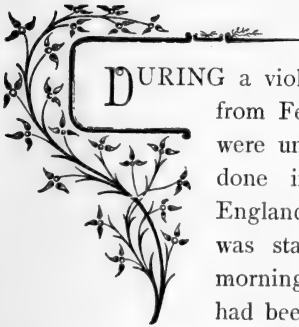 DURING a viol
from Fe
were un
done i
England
was sta
morning
had bee